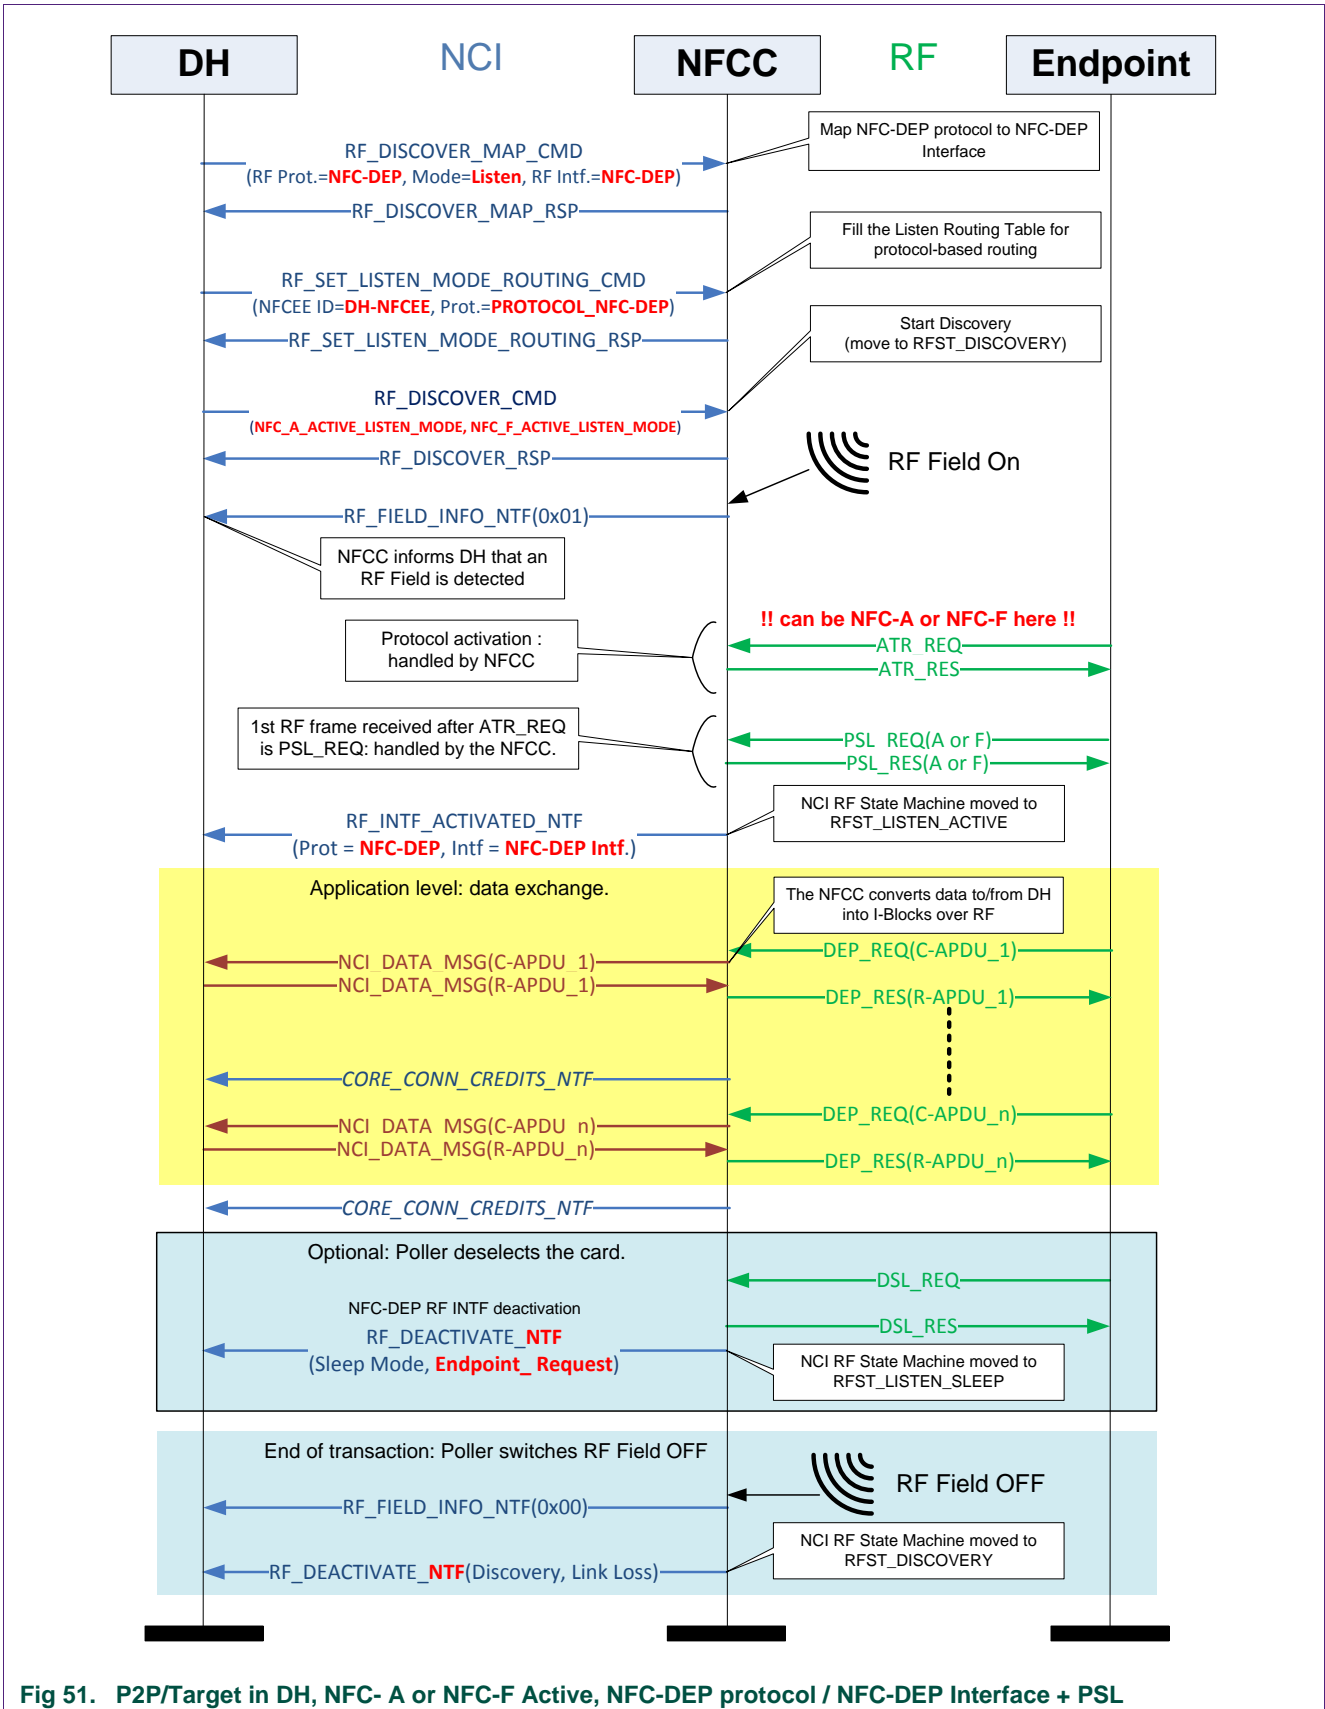 DH
NCI
NFCC
RF
Endpoint
Map NFC-DEP protocol to NFC-DEP
Interface
RF_DISCOVER_MAP_CMD
(RF Prot.=NFC-DEP, Mode=Listen, RF Intf.=NFC-DEP)
RF_DISCOVER_MAP_RSP
Fill the Listen Routing Table for
protocol-based routing
RF_SET_LISTEN_MODE_ROUTING_CMD
(NFCEE ID=DH-NFCEE, Prot.=PROTOCOL_NFC-DEP)
RF_SET_LISTEN_MODE_ROUTING_RSP
Start Discovery
(move to RFST_DISCOVERY)
RF_DISCOVER_CMD
(NFC_A_ACTIVE_LISTEN_MODE, NFC_F_ACTIVE_LISTEN_MODE)
RF_DISCOVER_RSP
RF Field On
RF_FIELD_INFO_NTF(0x01)
NFCC informs DH that an
RF Field is detected
!! can be NFC-A or NFC-F here !!
Protocol activation :
handled by NFCC
ATR_REQ
ATR_RES
1st RF frame received after ATR_REQ
is PSL_REQ: handled by the NFCC.
PSL_REQ(A or F)
PSL_RES(A or F)
NCI RF State Machine moved to
RFST_LISTEN_ACTIVE
RF_INTF_ACTIVATED_NTF
(Prot = NFC-DEP, Intf = NFC-DEP Intf.)
Application level: data exchange.
The NFCC converts data to/from DH
into I-Blocks over RF
DEP_REQ(C-APDU_1)
NCI_DATA_MSG(C-APDU_1)
NCI_DATA_MSG(R-APDU_1)
DEP_RES(R-APDU_1)
CORE_CONN_CREDITS_NTF
DEP_REQ(C-APDU_n)
NCI_DATA_MSG(C-APDU_n)
NCI_DATA_MSG(R-APDU_n)
DEP_RES(R-APDU_n)
CORE_CONN_CREDITS_NTF
Optional: Poller deselects the card.
DSL_REQ
NFC-DEP RF INTF deactivation
DSL_RES
RF_DEACTIVATE_NTF
(Sleep Mode, Endpoint_ Request)
NCI RF State Machine moved to
RFST_LISTEN_SLEEP
End of transaction: Poller switches RF Field OFF
RF Field OFF
RF_FIELD_INFO_NTF(0x00)
NCI RF State Machine moved to
RFST_DISCOVERY
RF_DEACTIVATE_NTF(Discovery, Link Loss)
Fig 51. P2P/Target in DH, NFC- A or NFC-F Active, NFC-DEP protocol / NFC-DEP Interface + PSL